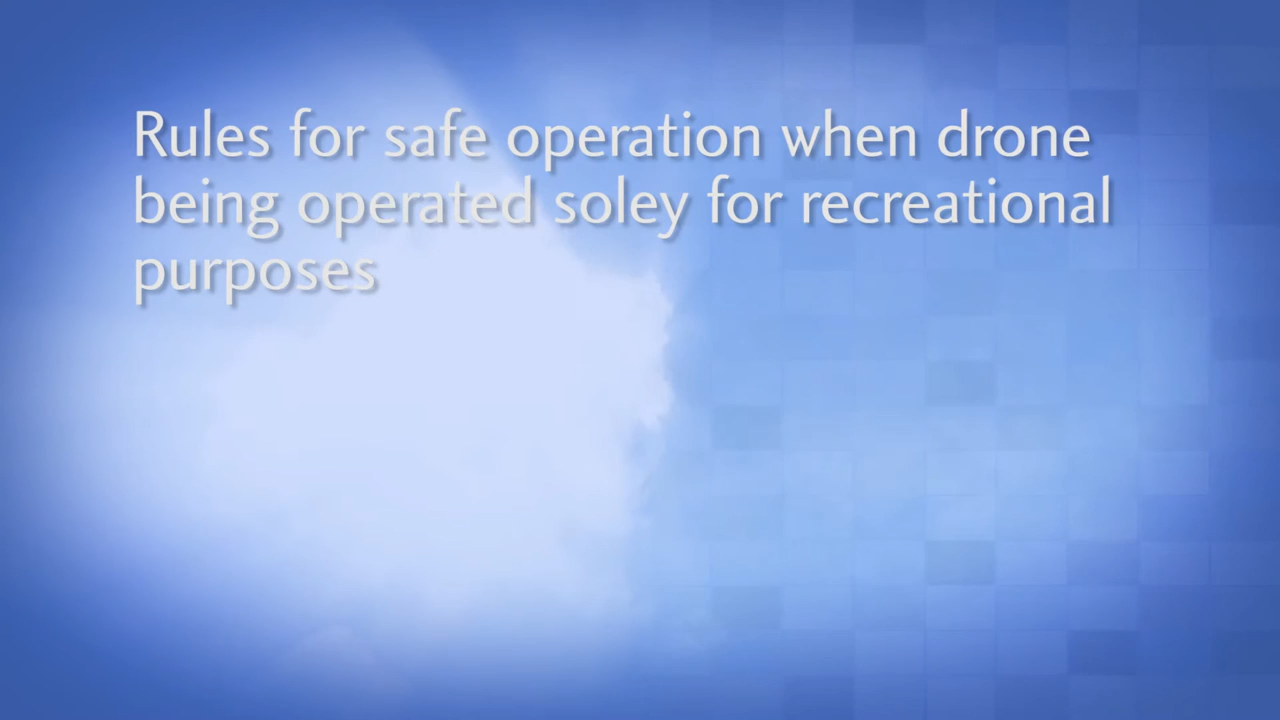 Rules for safe operation when drone
being operated soley for recreational
purposes